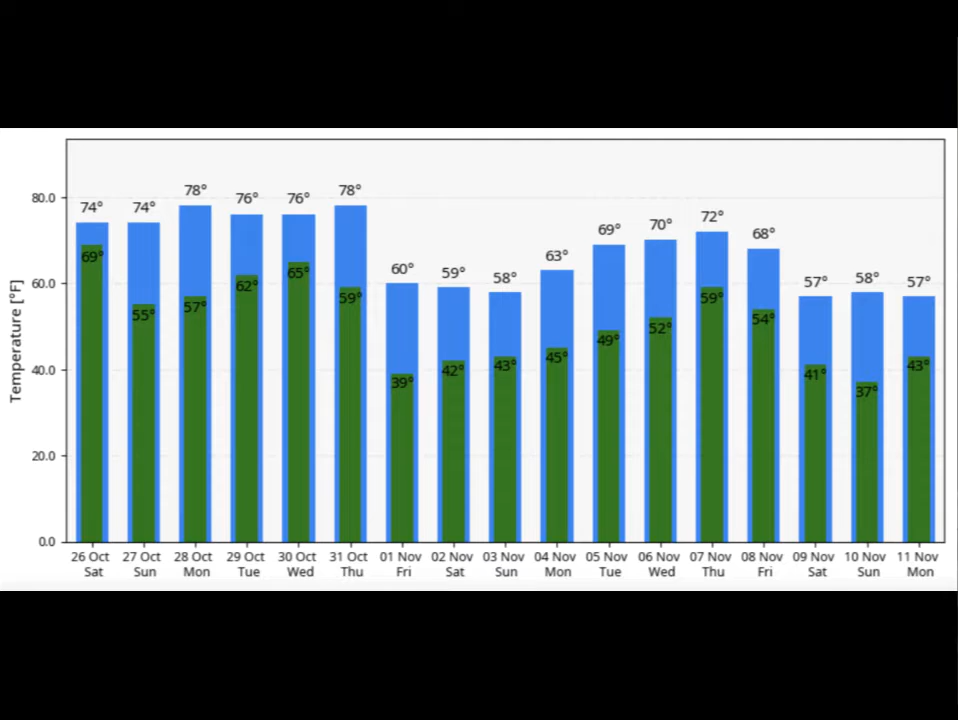 78° 78°
76° 76°
74° 74°
72°
70°
69°
68°
63°
60° 59° 58°
57° 58° 57°
80.0
60.0
40.0
20.0
0.0
Temperature [°F]
69° 55° 57° 62° 65° 59° 39° 42° 43° 45° 49° 52° 59° 54° 41° 37° 43°
26 Oct 27 Oct 28 Oct 29 Oct 30 Oct 31 Oct 01 Nov 02 Nov 03 Nov 04 Nov 05 Nov 06 Nov 07 Nov 08 Nov 09 Nov 10 Nov 11 Nov
Sat Sun Mon Tue Wed Thu Fri Sat Sun Mon Tue Wed Thu Fri Sat Sun Mon